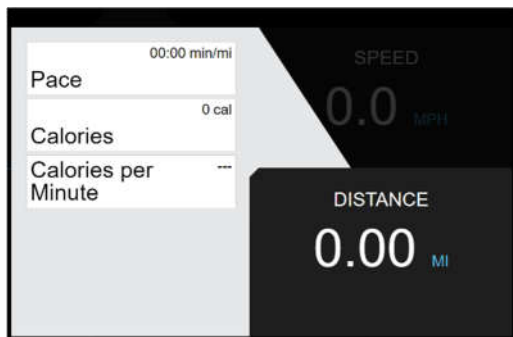 00:00 min/mi
Pace
0 cal
Calories
Calories per ---
Minute
SPEED
0.0 MPH
DISTANCE
0.00 MI